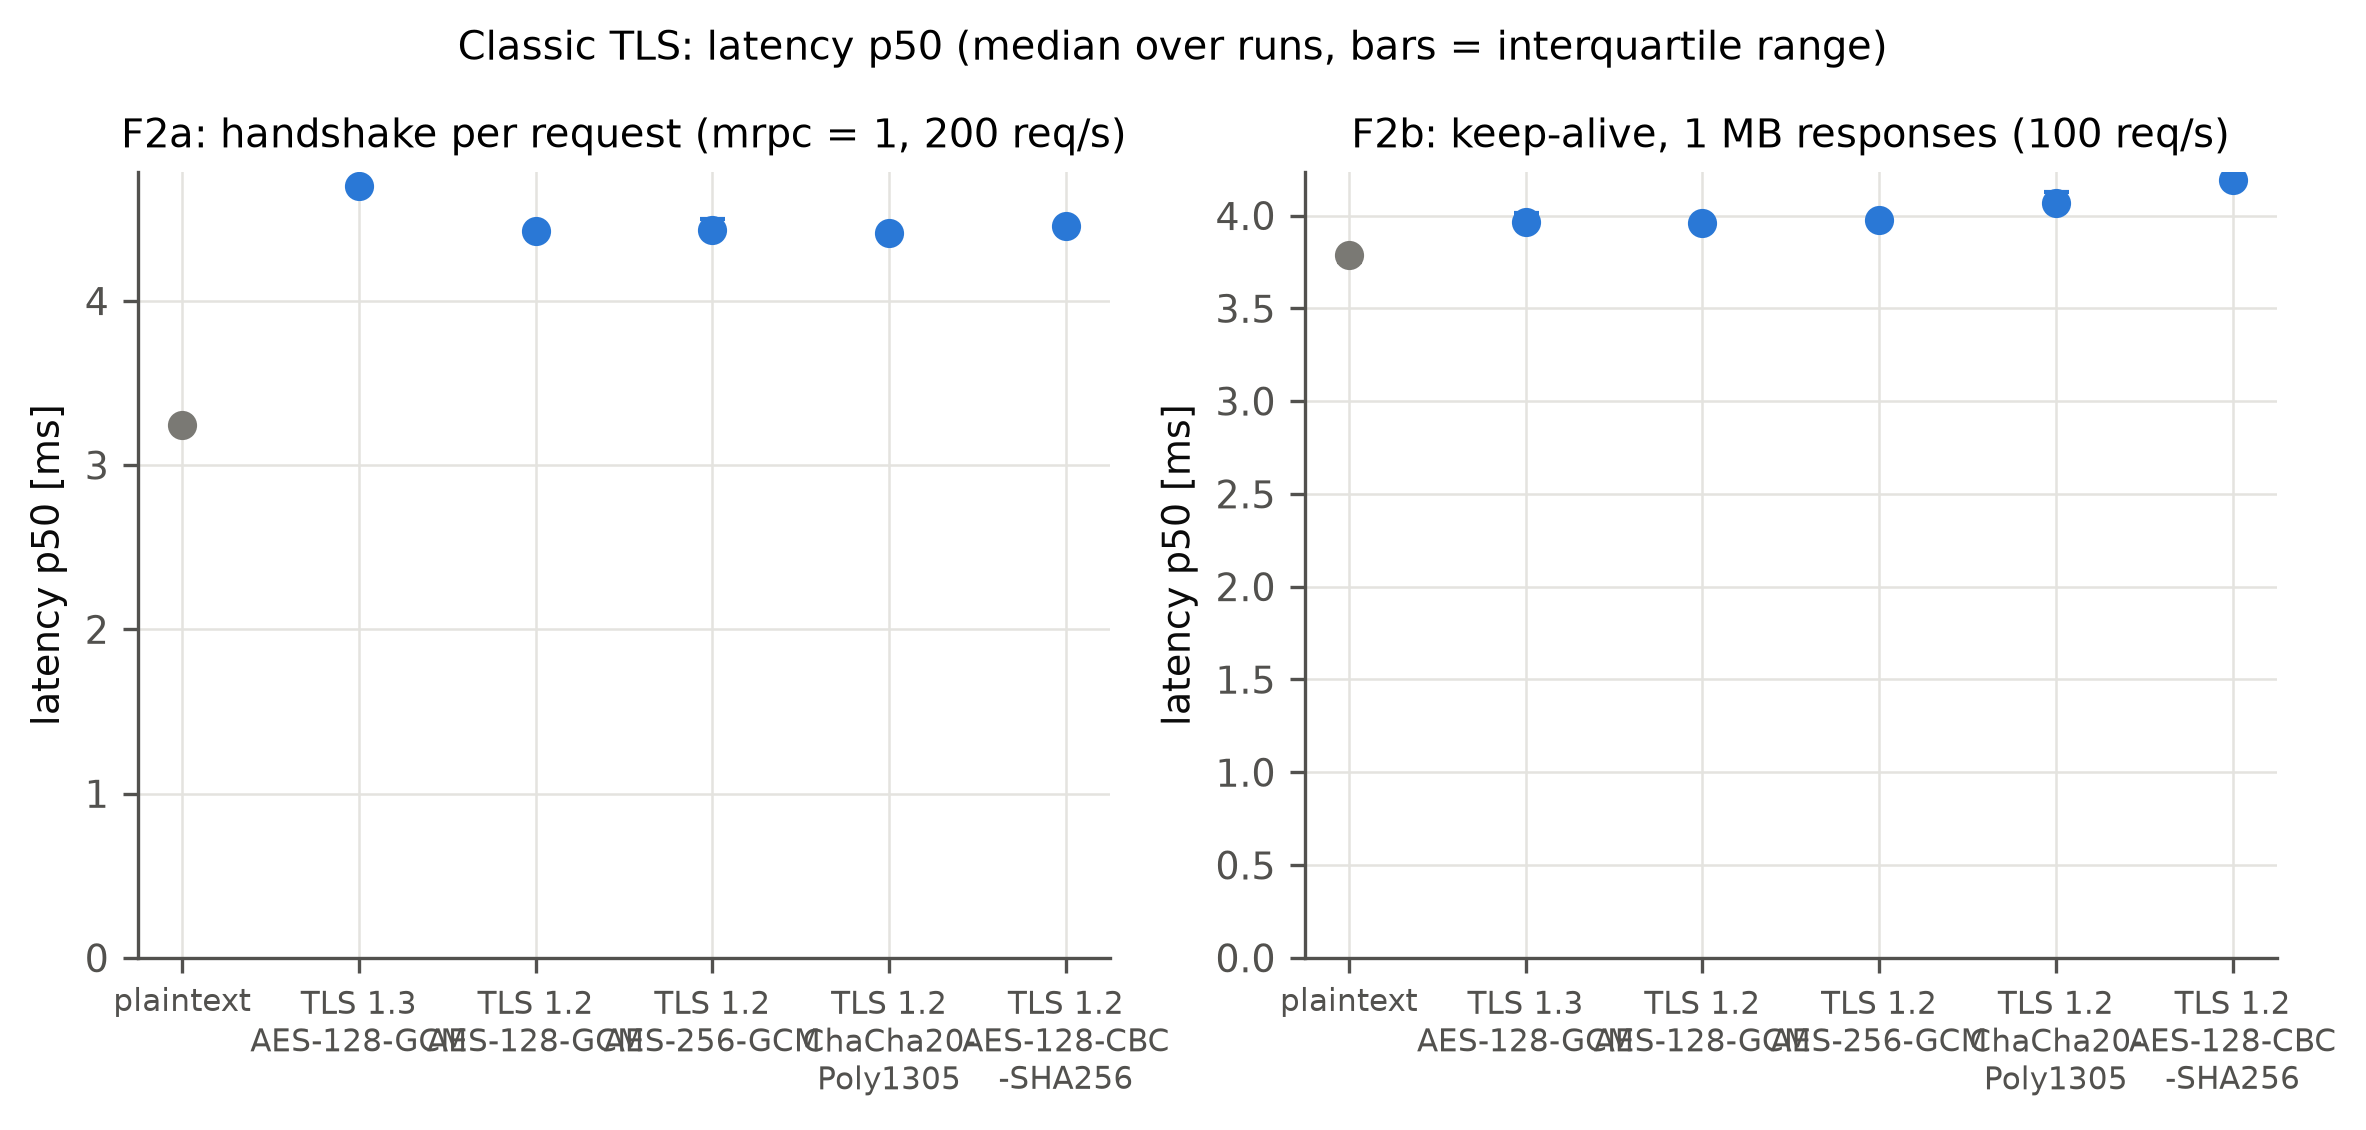 Classic TLS: latency p50 (median over runs, bars = interquartile range)
F2a: handshake per request (mrpc = 1, 200 req/s)
latency p50 [ms]
4
3
2
1
0
plaintext
TLS 1.3
AES-128-GCM
TLS 1.2
AES-128-GCM
TLS 1.2
AES-256-GCM
TLS 1.2
ChaCha20-
Poly1305
TLS 1.2
AES-128-CBC
-SHA256
F2b: keep-alive, 1 MB responses (100 req/s)
latency p50 [ms]
4.0
3.5
3.0
2.5
2.0
1.5
1.0
0.5
0.0
plaintext
TLS 1.3
AES-128-GCM
TLS 1.2
AES-128-GCM
TLS 1.2
AES-256-GCM
TLS 1.2
ChaCha20-
Poly1305
TLS 1.2
AES-128-CBC
-SHA256